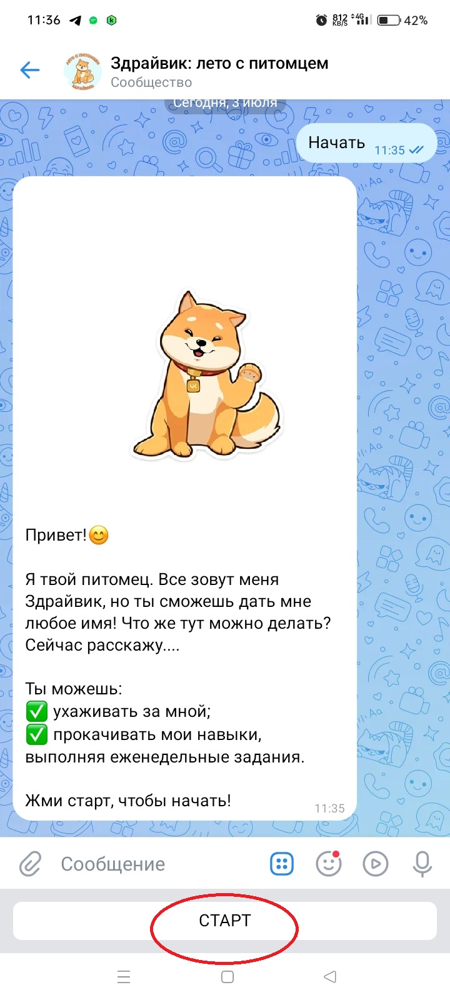 11:36
812 KB/S 4G 42%
Здрайвик: лето с питомцем
Сообщество
Сегодня, 3 июля
Начать 11:35
Привет!😊
Я твой питомец. Все зовут меня
Здрайвик, но ты сможешь дать мне
любое имя! Что же тут можно делать?
Сейчас расскажу....
Ты можешь:
✅ ухаживать за мной;
✅ прокачивать мои навыки,
выполняя еженедельные задания.
Жми старт, чтобы начать!
11:35
Сообщение
СТАРТ